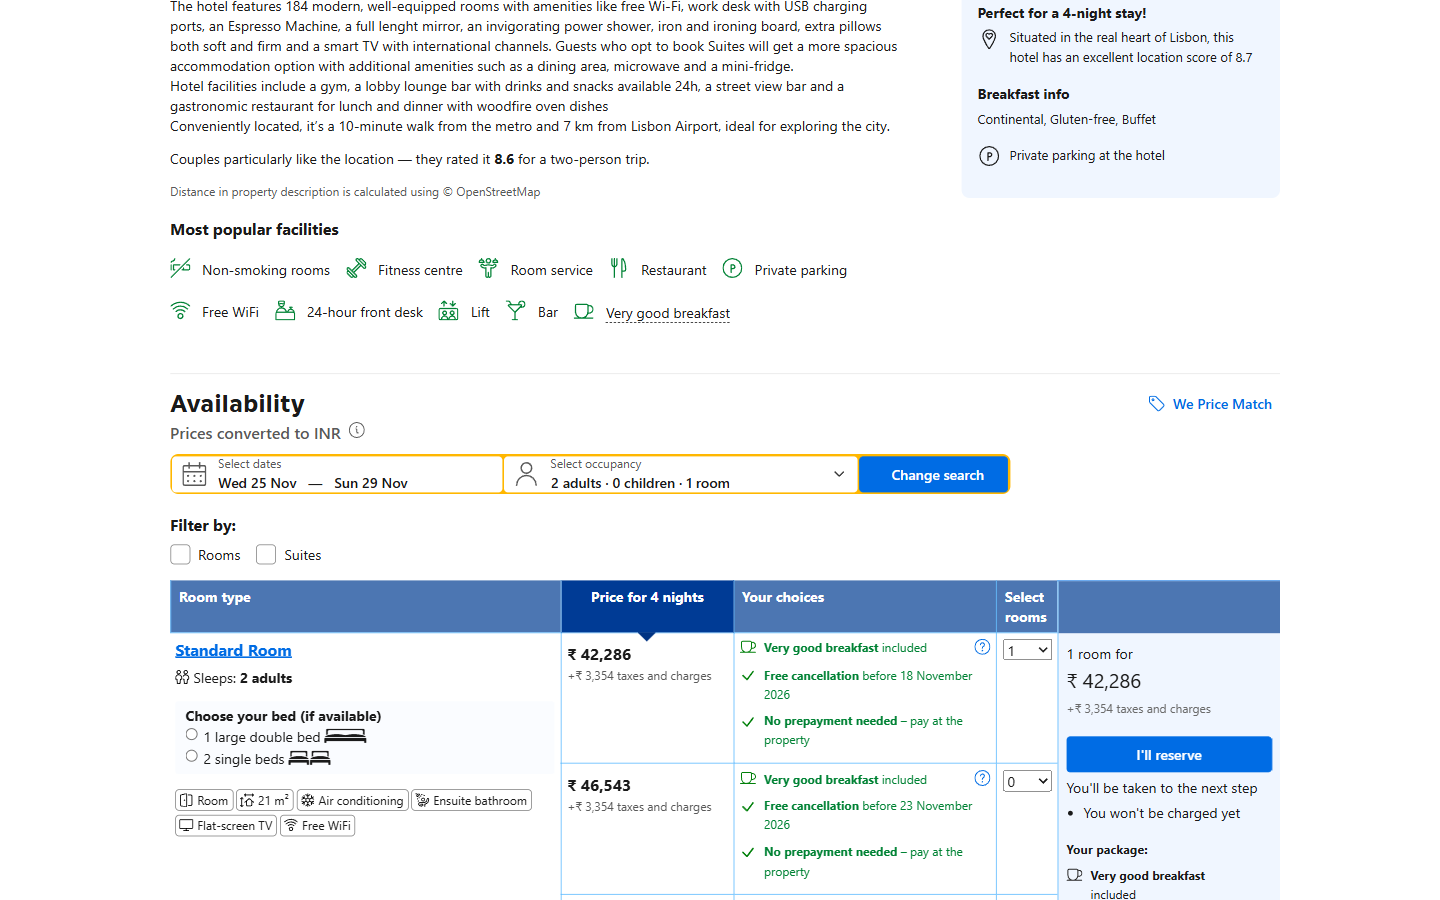 The hotel features 184 modern, well-equipped rooms with amenities like free Wi-Fi, work desk with USB charging
ports, an Espresso Machine, a full lenght mirror, an invigorating power shower, iron and ironing board, extra pillows
both soft and firm and a smart TV with international channels. Guests who opt to book Suites will get a more spacious
accommodation option with additional amenities such as a dining area, microwave and a mini-fridge.
Hotel facilities include a gym, a lobby lounge bar with drinks and snacks available 24h, a street view bar and a
gastronomic restaurant for lunch and dinner with woodfire oven dishes
Conveniently located, it's a 10-minute walk from the metro and 7 km from Lisbon Airport, ideal for exploring the city.
Couples particularly like the location — they rated it 8.6 for a two-person trip.
Distance in property description is calculated using © OpenStreetMap
Perfect for a 4-night stay!
Situated in the real heart of Lisbon, this
hotel has an excellent location score of 8.7
Breakfast info
Continental, Gluten-free, Buffet
P Private parking at the hotel
Most popular facilities
Non-smoking rooms Fitness centre Room service Restaurant P Private parking
Free WiFi 24-hour front desk Lift Bar Very good breakfast
Availability
We Price Match
Prices converted to INR
Select dates
Wed 25 Nov — Sun 29 Nov
Select occupancy
2 adults · 0 children · 1 room
Change search
Filter by:
Rooms Suites
Room type
Price for 4 nights
Your choices
Select
rooms
Standard Room
Sleeps: 2 adults
Choose your bed (if available)
1 large double bed
2 single beds
Room 21 m² Air conditioning Ensuite bathroom
Flat-screen TV Free WiFi
₹ 42,286
+₹ 3,354 taxes and charges
Very good breakfast included ?
Free cancellation before 18 November
2026
No prepayment needed – pay at the
property
1
₹ 46,543
+₹ 3,354 taxes and charges
Very good breakfast included ?
Free cancellation before 23 November
2026
No prepayment needed – pay at the
property
0
1 room for
₹ 42,286
+₹ 3,354 taxes and charges
I'll reserve
You'll be taken to the next step
• You won't be charged yet
Your package:
Very good breakfast
included